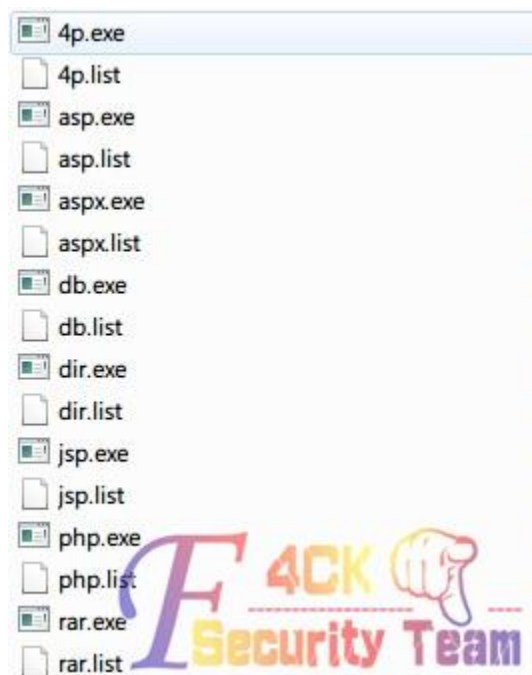 4p.exe
4p.list
asp.exe
asp.list
aspx.exe
aspx.list
db.exe
db.list
dir.exe
dir.list
jsp.exe
jsp.list
php.exe
php.list
rar.exe
rar.list
F4CK
Security Team